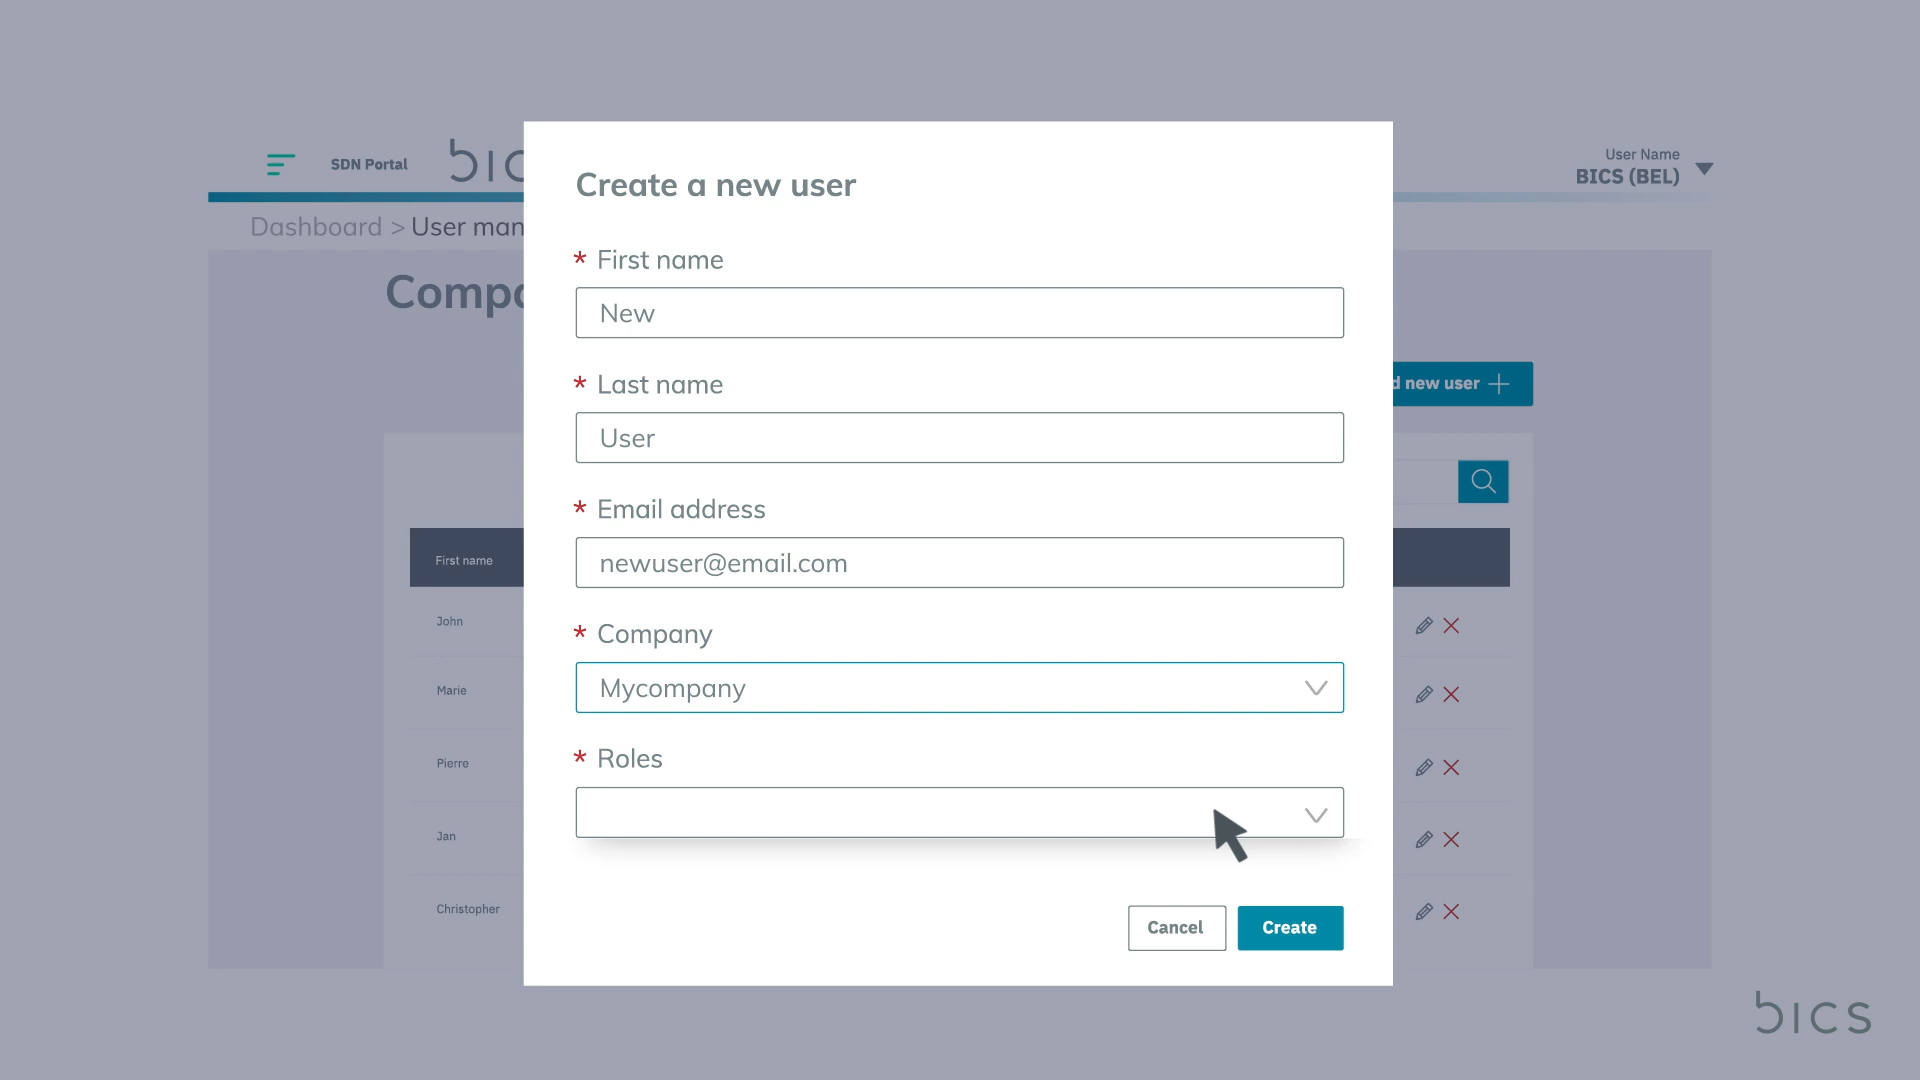 SDN Portal
User Name
BICS (BEL)
Dashboard > User man
Create a new user
* First name
New
* Last name
User
* Email address
newuser@email.com
* Company
Mycompany
* Roles
Cancel
Create
new user
First name
John
Marie
Pierre
Jan
Christopher
bics